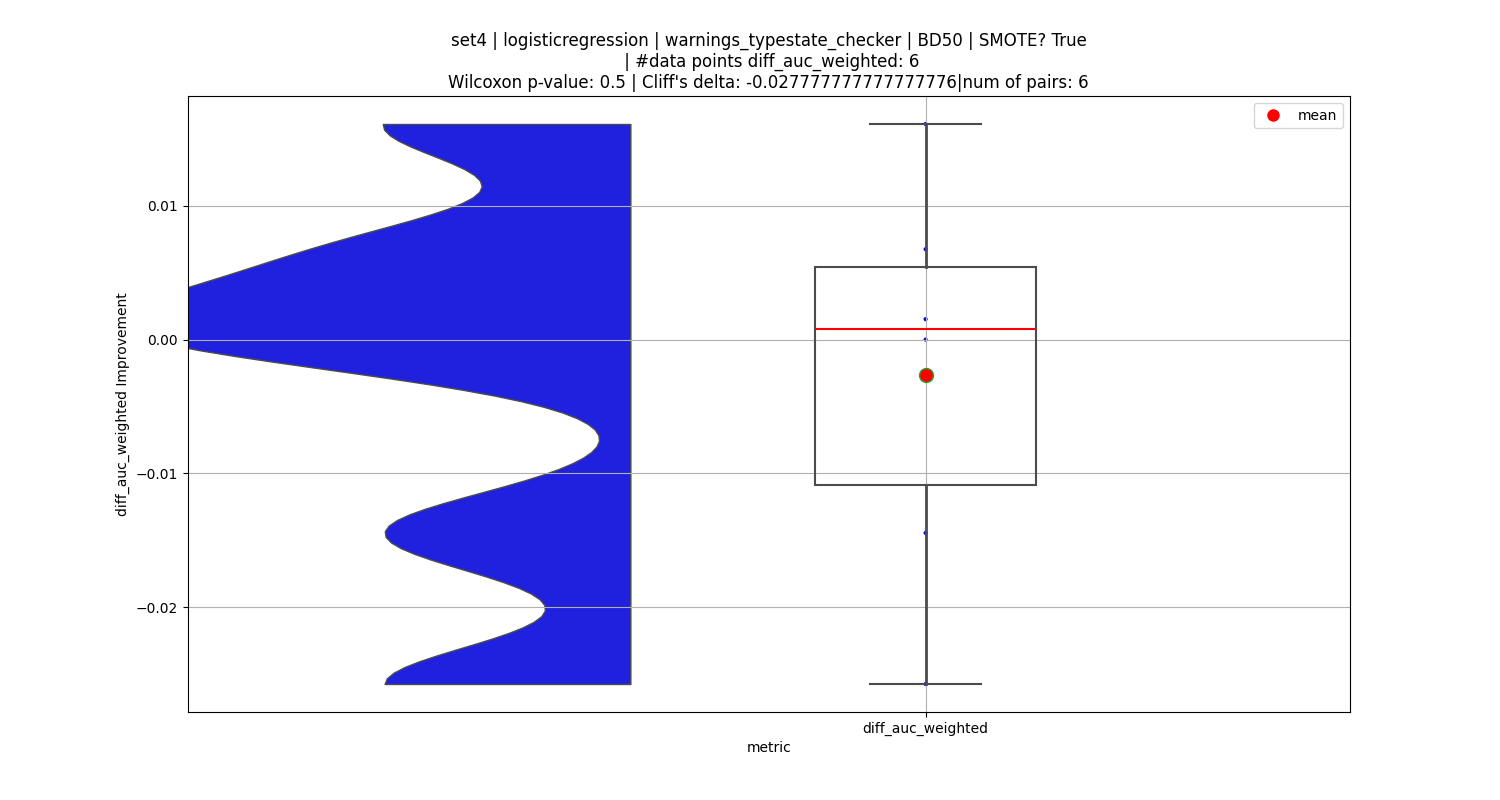 set4 | logisticregression | warnings_typestate_checker | BD50 | SMOTE? True
| #data points diff_auc_weighted: 6
Wilcoxon p-value: 0.5 | Cliff's delta: -0.027777777777777776|num of pairs: 6
mean
0.01
0.00
−0.01
−0.02
diff_auc_weighted Improvement
diff_auc_weighted
metric